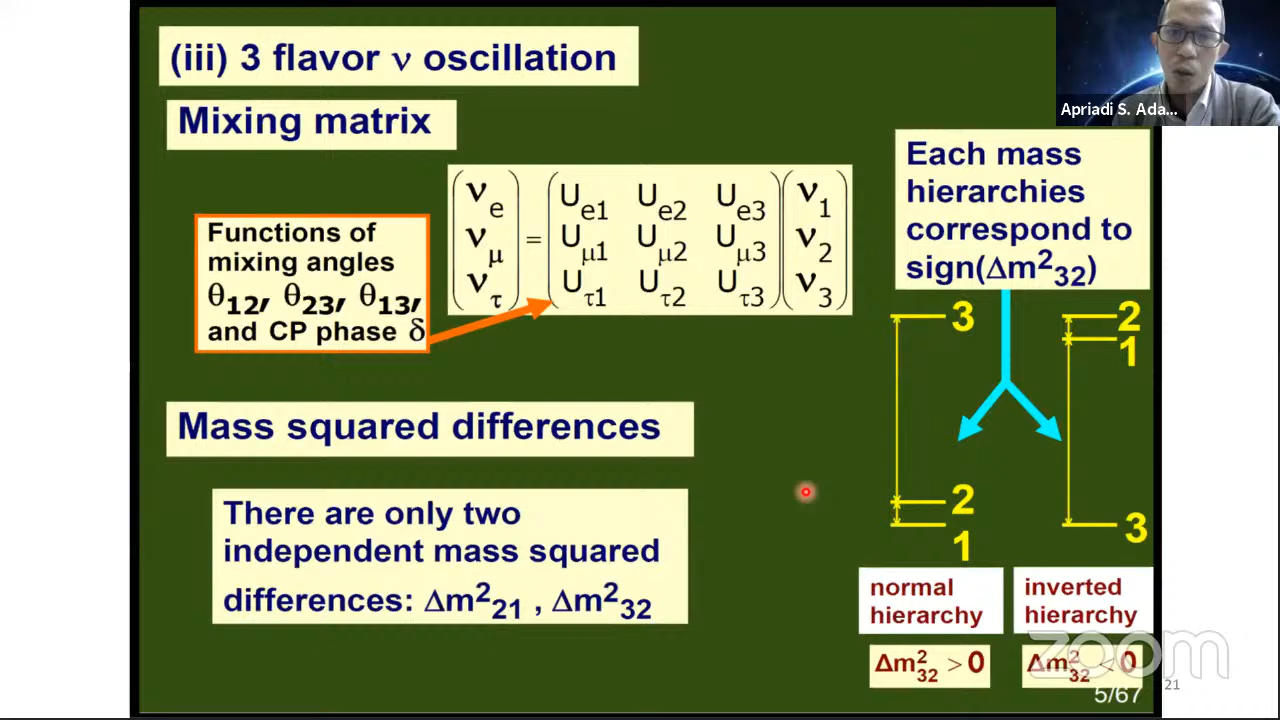 (iii) 3 flavor ν oscillation
Mixing matrix
Functions of
mixing angles
θ12, θ23, θ13,
and CP phase δ
νe   Ue1 Ue2 Ue3   ν1
νμ = Uμ1 Uμ2 Uμ3   ν2
ντ   Uτ1 Uτ2 Uτ3   ν3
Mass squared differences
There are only two
independent mass squared
differences: Δm²21 , Δm²32
Apriadi S. Ada...
Each mass
hierarchies
correspond to
sign(Δm²32)
3
2
1
2
1
3
normal
hierarchy
inverted
hierarchy
Δm²32 > 0
Δm²32 < 0
zoom
5/67
21